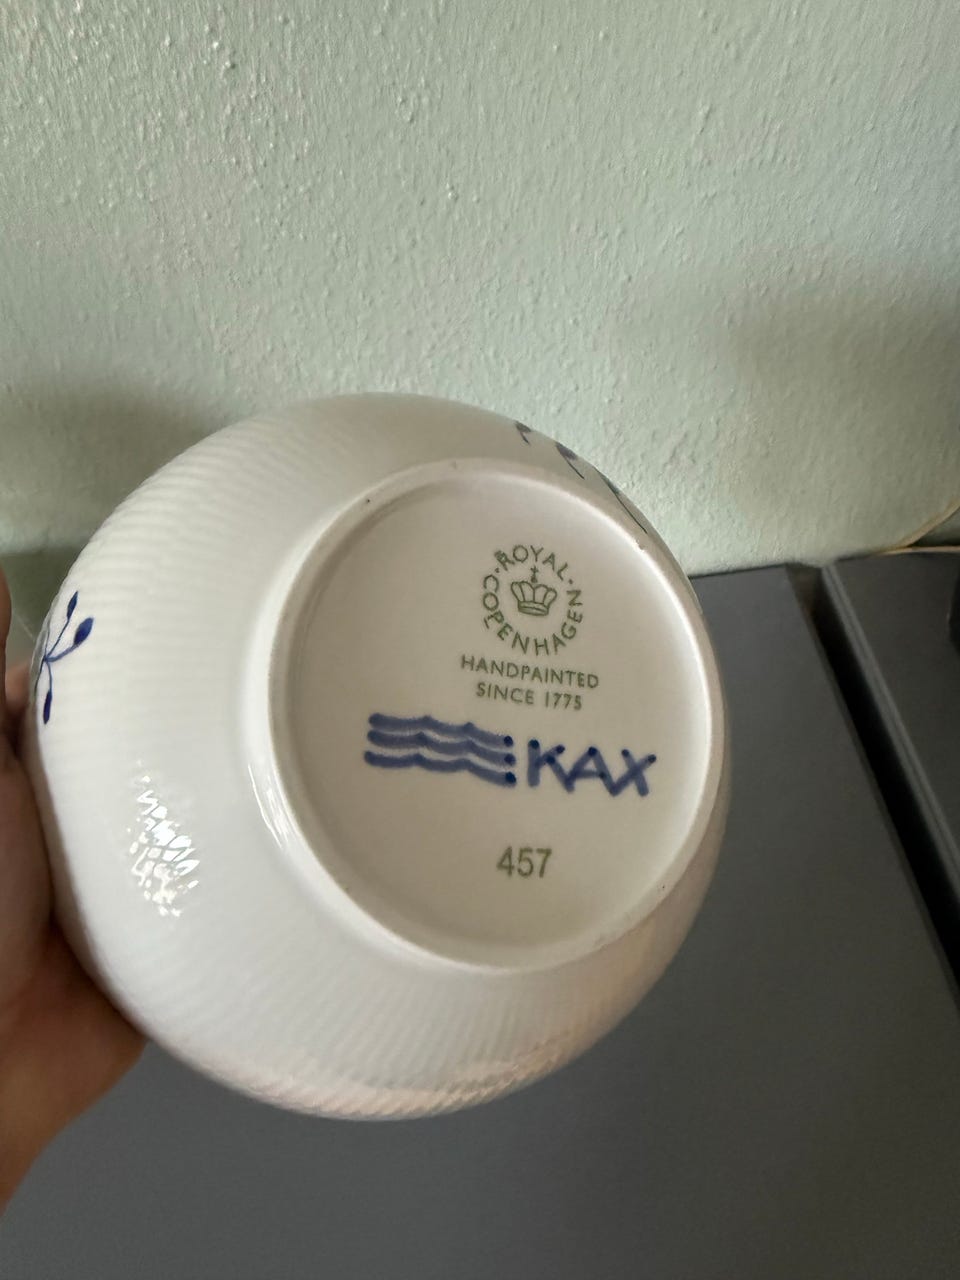 ROYAL · COPENHAGEN ·
HANDPAINTED
SINCE 1775
KAX
457